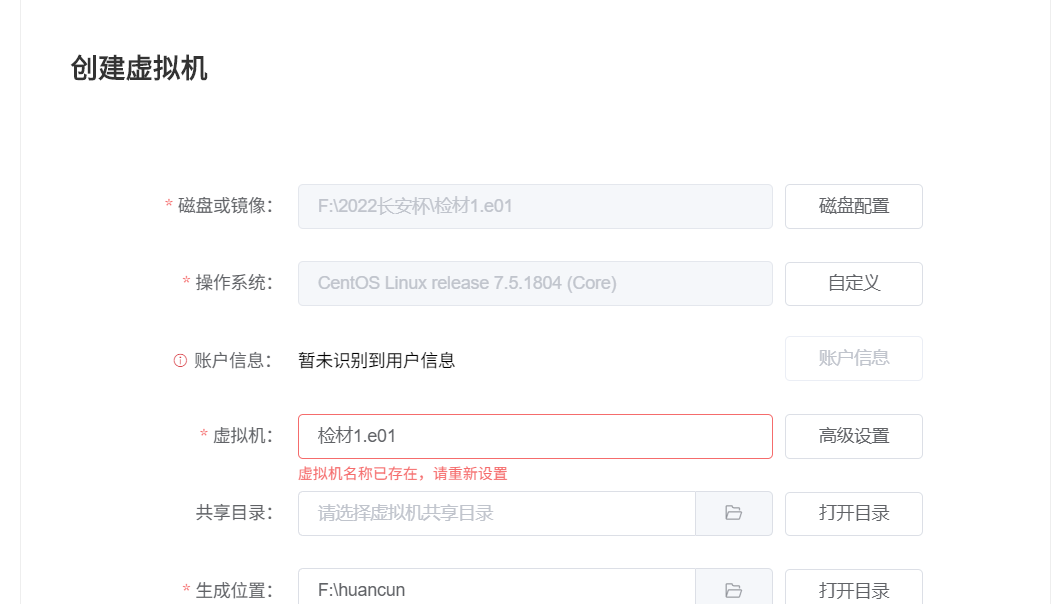 创建虚拟机
* 磁盘或镜像： F:\2022长安杯\检材1.e01 磁盘配置
* 操作系统： CentOS Linux release 7.5.1804 (Core) 自定义
账户信息： 暂未识别到用户信息 账户信息
* 虚拟机： 检材1.e01 高级设置
虚拟机名称已存在，请重新设置
共享目录： 请选择虚拟机共享目录 打开目录
* 生成位置： F:\huancun 打开目录